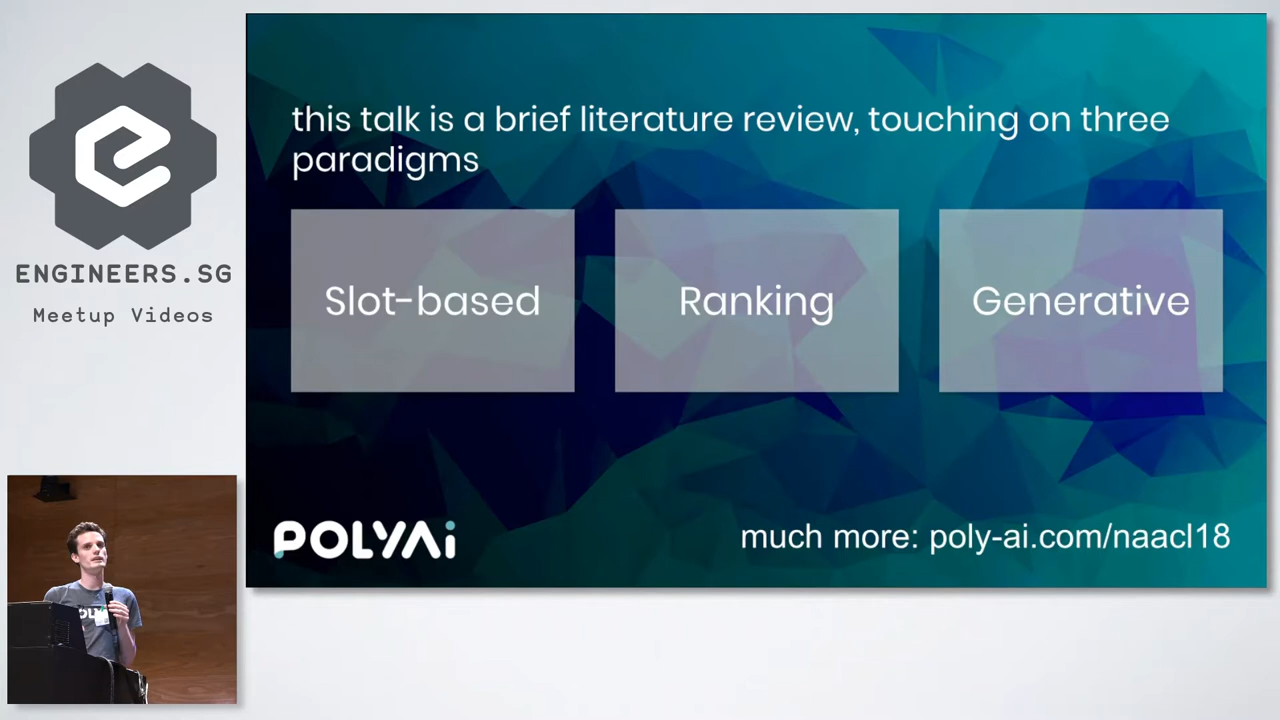 ENGINEERS.SG
Meetup Videos
this talk is a brief literature review, touching on three
paradigms
Slot-based
Ranking
Generative
POLYAi
much more: poly-ai.com/naacl18